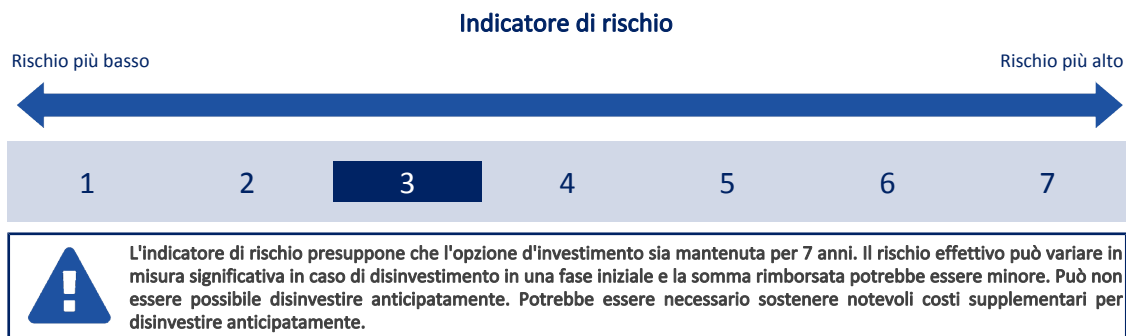 Indicatore di rischio
Rischio più basso
Rischio più alto
1 2 3 4 5 6 7
L'indicatore di rischio presuppone che l'opzione d'investimento sia mantenuta per 7 anni. Il rischio effettivo può variare in
misura significativa in caso di disinvestimento in una fase iniziale e la somma rimborsata potrebbe essere minore. Può non
essere possibile disinvestire anticipatamente. Potrebbe essere necessario sostenere notevoli costi supplementari per
disinvestire anticipatamente.